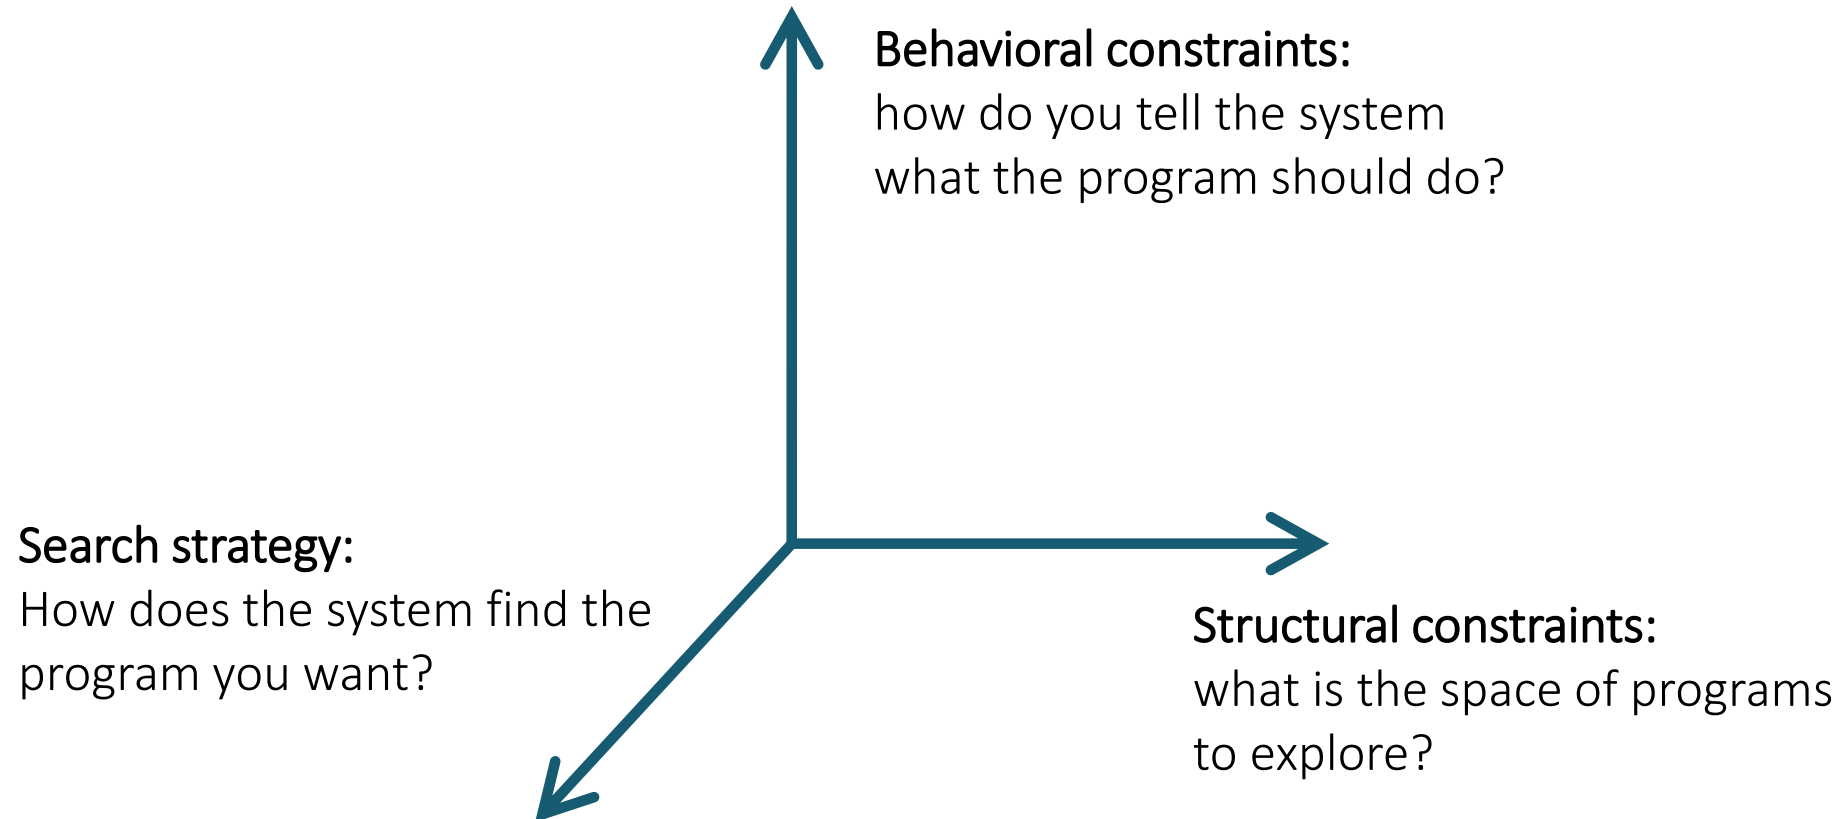 Behavioral constraints:
how do you tell the system
what the program should do?
Search strategy:
How does the system find the
program you want?
Structural constraints:
what is the space of programs
to explore?